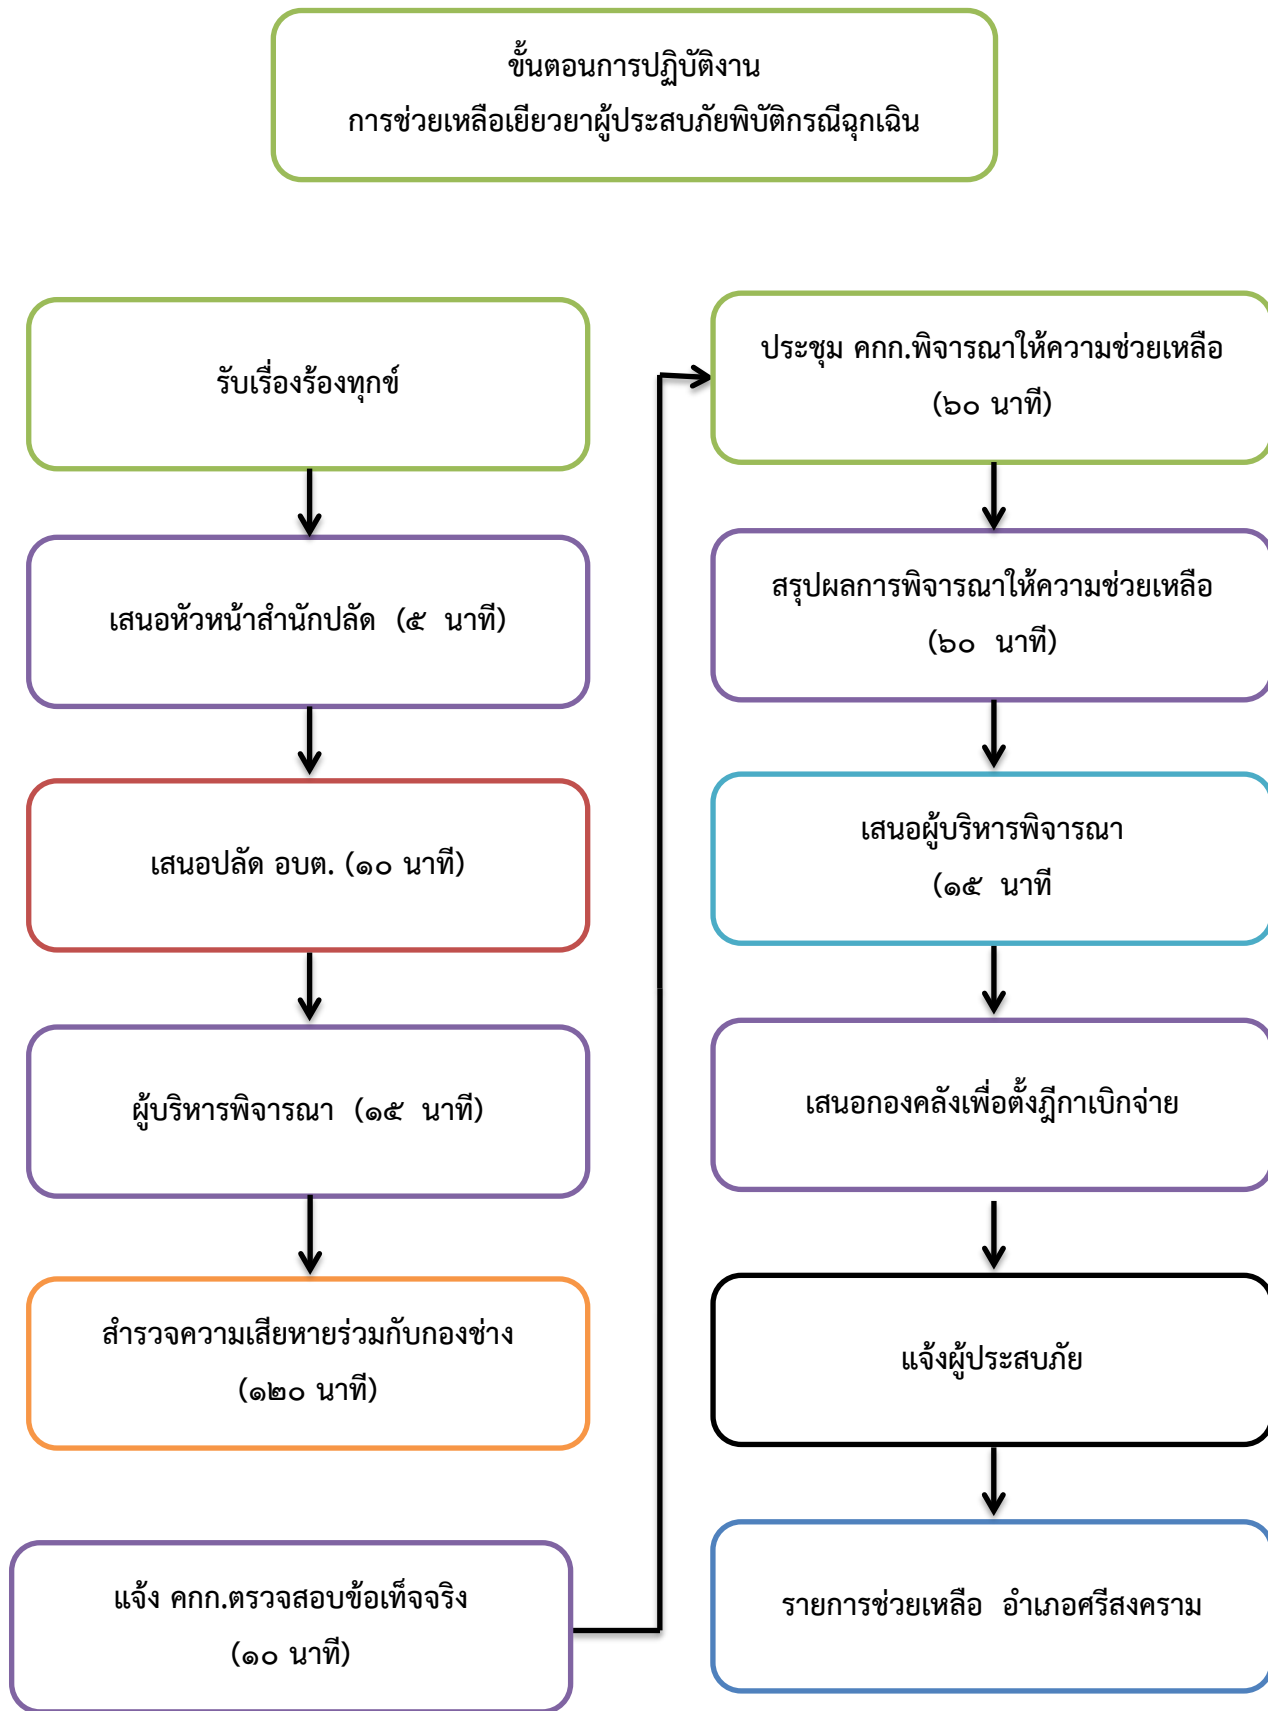 ขั้นตอนการปฏิบัติงาน
การช่วยเหลือเยียวยาผู้ประสบภัยพิบัติกรณีฉุกเฉิน
รับเรื่องร้องทุกข์
เสนอหัวหน้าสำนักปลัด (๕ นาที)
เสนอปลัด อบต. (๑๐ นาที)
ผู้บริหารพิจารณา (๑๕ นาที)
สำรวจความเสียหายร่วมกับกองช่าง
(๑๒๐ นาที)
แจ้ง คกก.ตรวจสอบข้อเท็จจริง
(๑๐ นาที)
ประชุม คกก.พิจารณาให้ความช่วยเหลือ
(๖๐ นาที)
สรุปผลการพิจารณาให้ความช่วยเหลือ
(๖๐ นาที)
เสนอผู้บริหารพิจารณา
(๑๕ นาที
เสนอกองคลังเพื่อตั้งฎีกาเบิกจ่าย
แจ้งผู้ประสบภัย
รายการช่วยเหลือ อำเภอศรีสงคราม